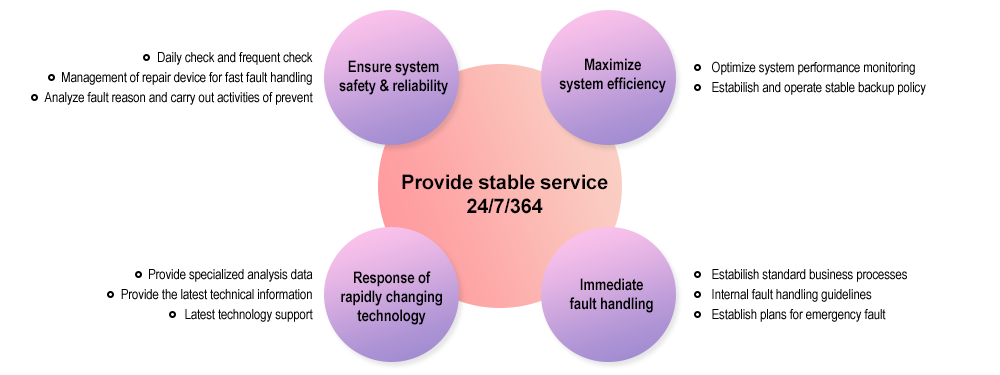 Daily check and frequent check
Management of repair device for fast fault handling
Analyze fault reason and carry out activities of prevent
Ensure system
safety & reliability
Maximize
system efficiency
Optimize system performance monitoring
Estabilish and operate stable backup policy
Provide stable service
24/7/364
Provide specialized analysis data
Provide the latest technical information
Latest technology support
Response of
rapidly changing
technology
Immediate
fault handling
Estabilish standard business processes
Internal fault handling guidelines
Establish plans for emergency fault